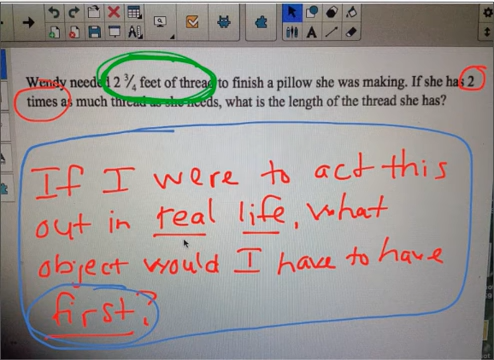 Wendy needed 2 3/4 feet of thread to finish a pillow she was making. If she has 2
times as much thread as she needs, what is the length of the thread she has?
If I were to act this
out in real life, what
object would I have to have
first?